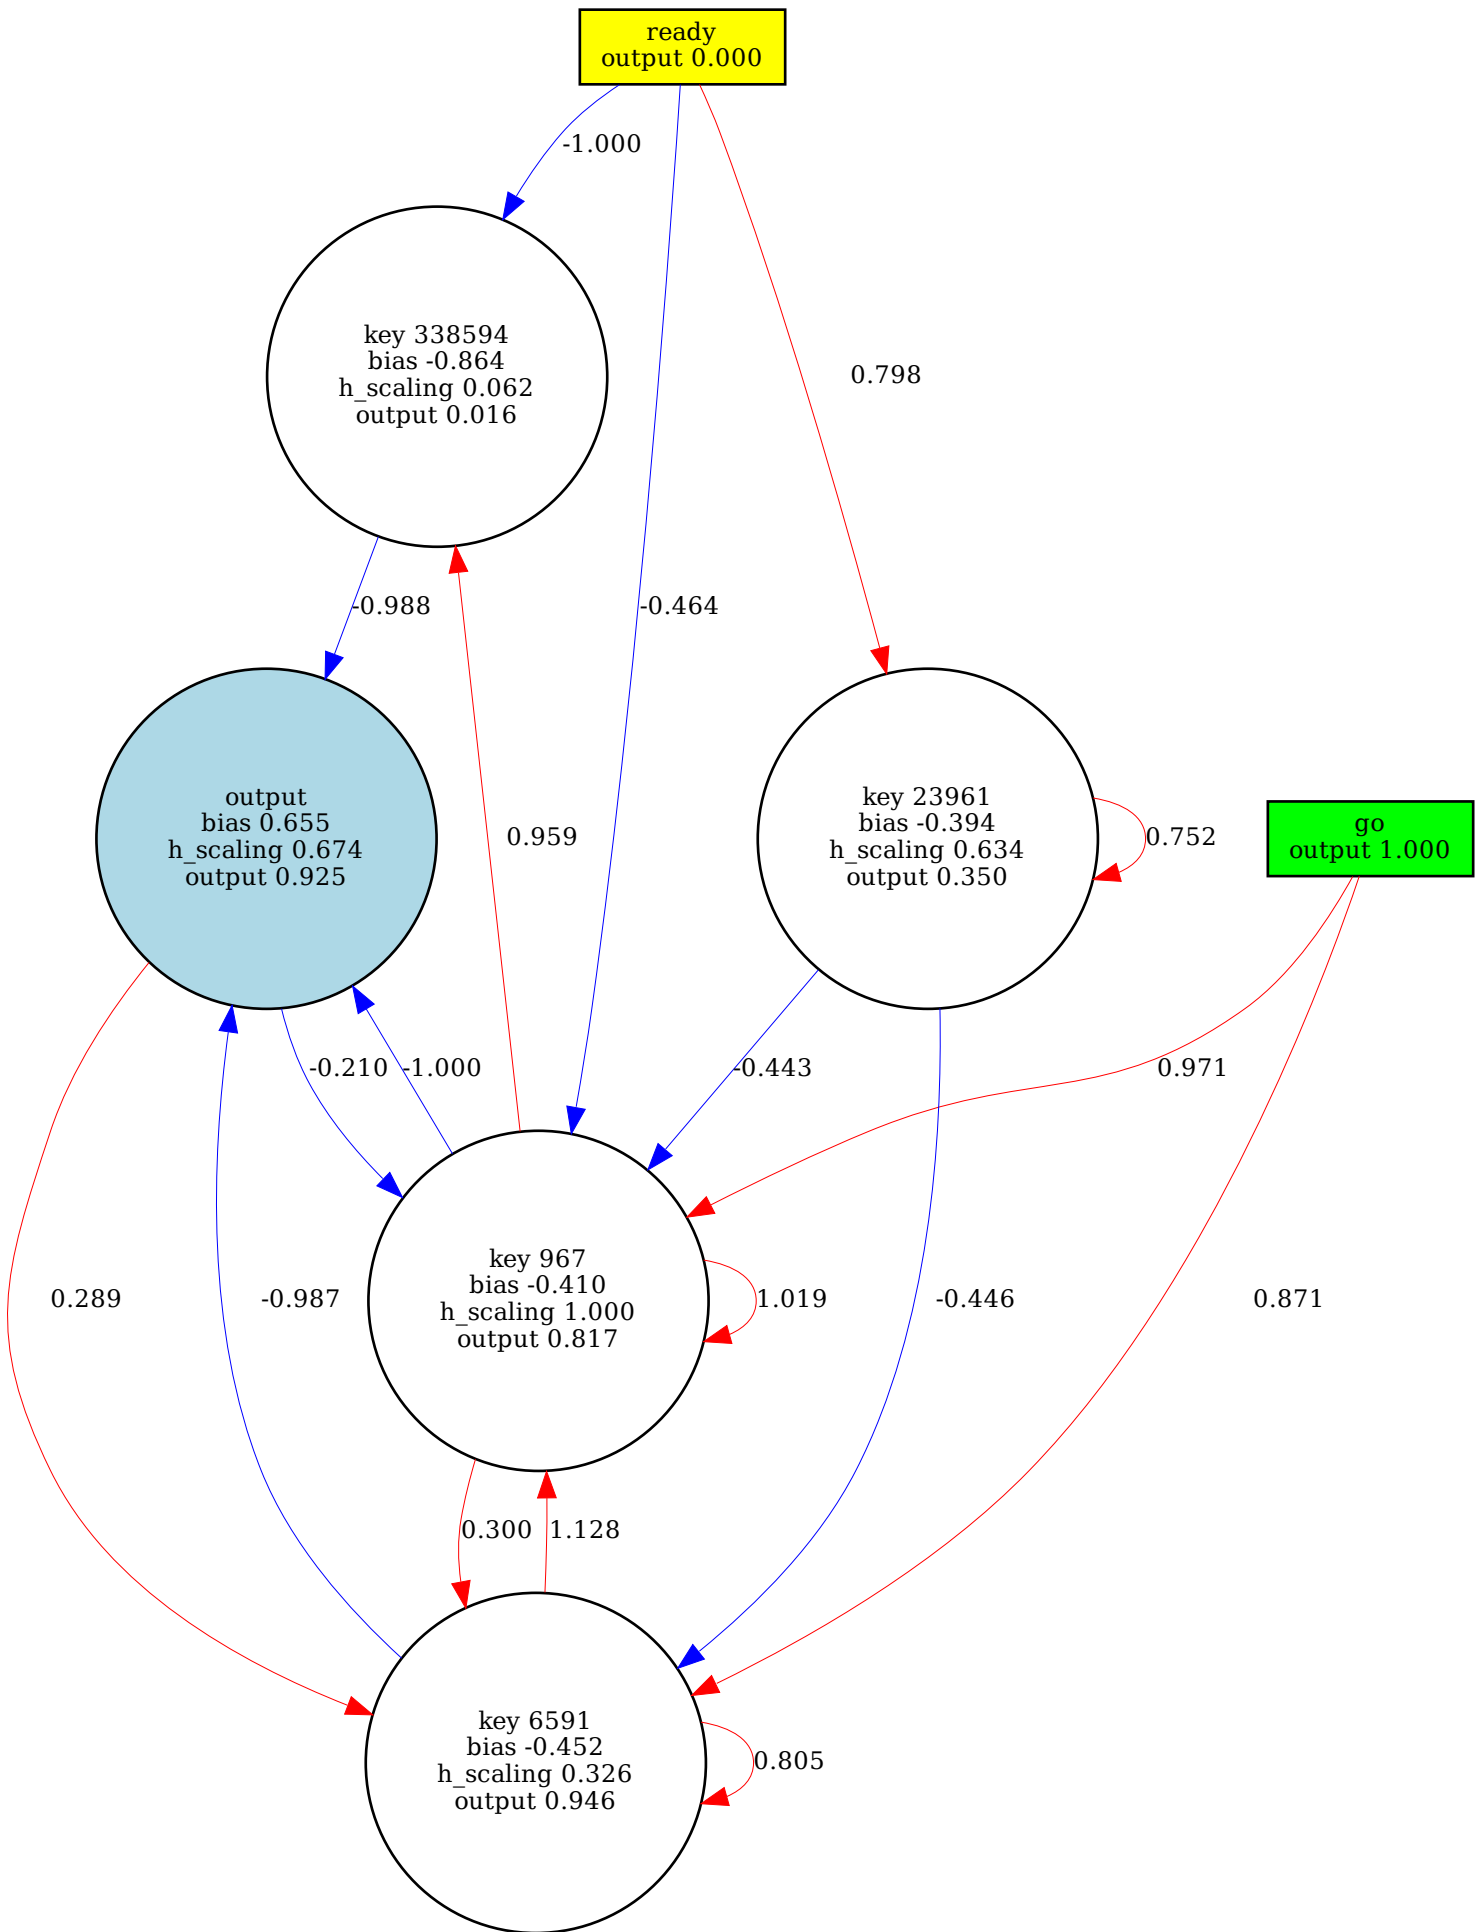 ready
output 0.000
-1.000
key 338594
bias -0.864
h_scaling 0.062
output 0.016
0.798
-0.988
-0.464
output
bias 0.655
h_scaling 0.674
output 0.925
0.959
key 23961
bias -0.394
h_scaling 0.634
output 0.350
0.752
go
output 1.000
-0.210
-1.000
-0.443
0.971
0.289
-0.987
key 967
bias -0.410
h_scaling 1.000
output 0.817
1.019
-0.446
0.871
0.300
1.128
key 6591
bias -0.452
h_scaling 0.326
output 0.946
0.805